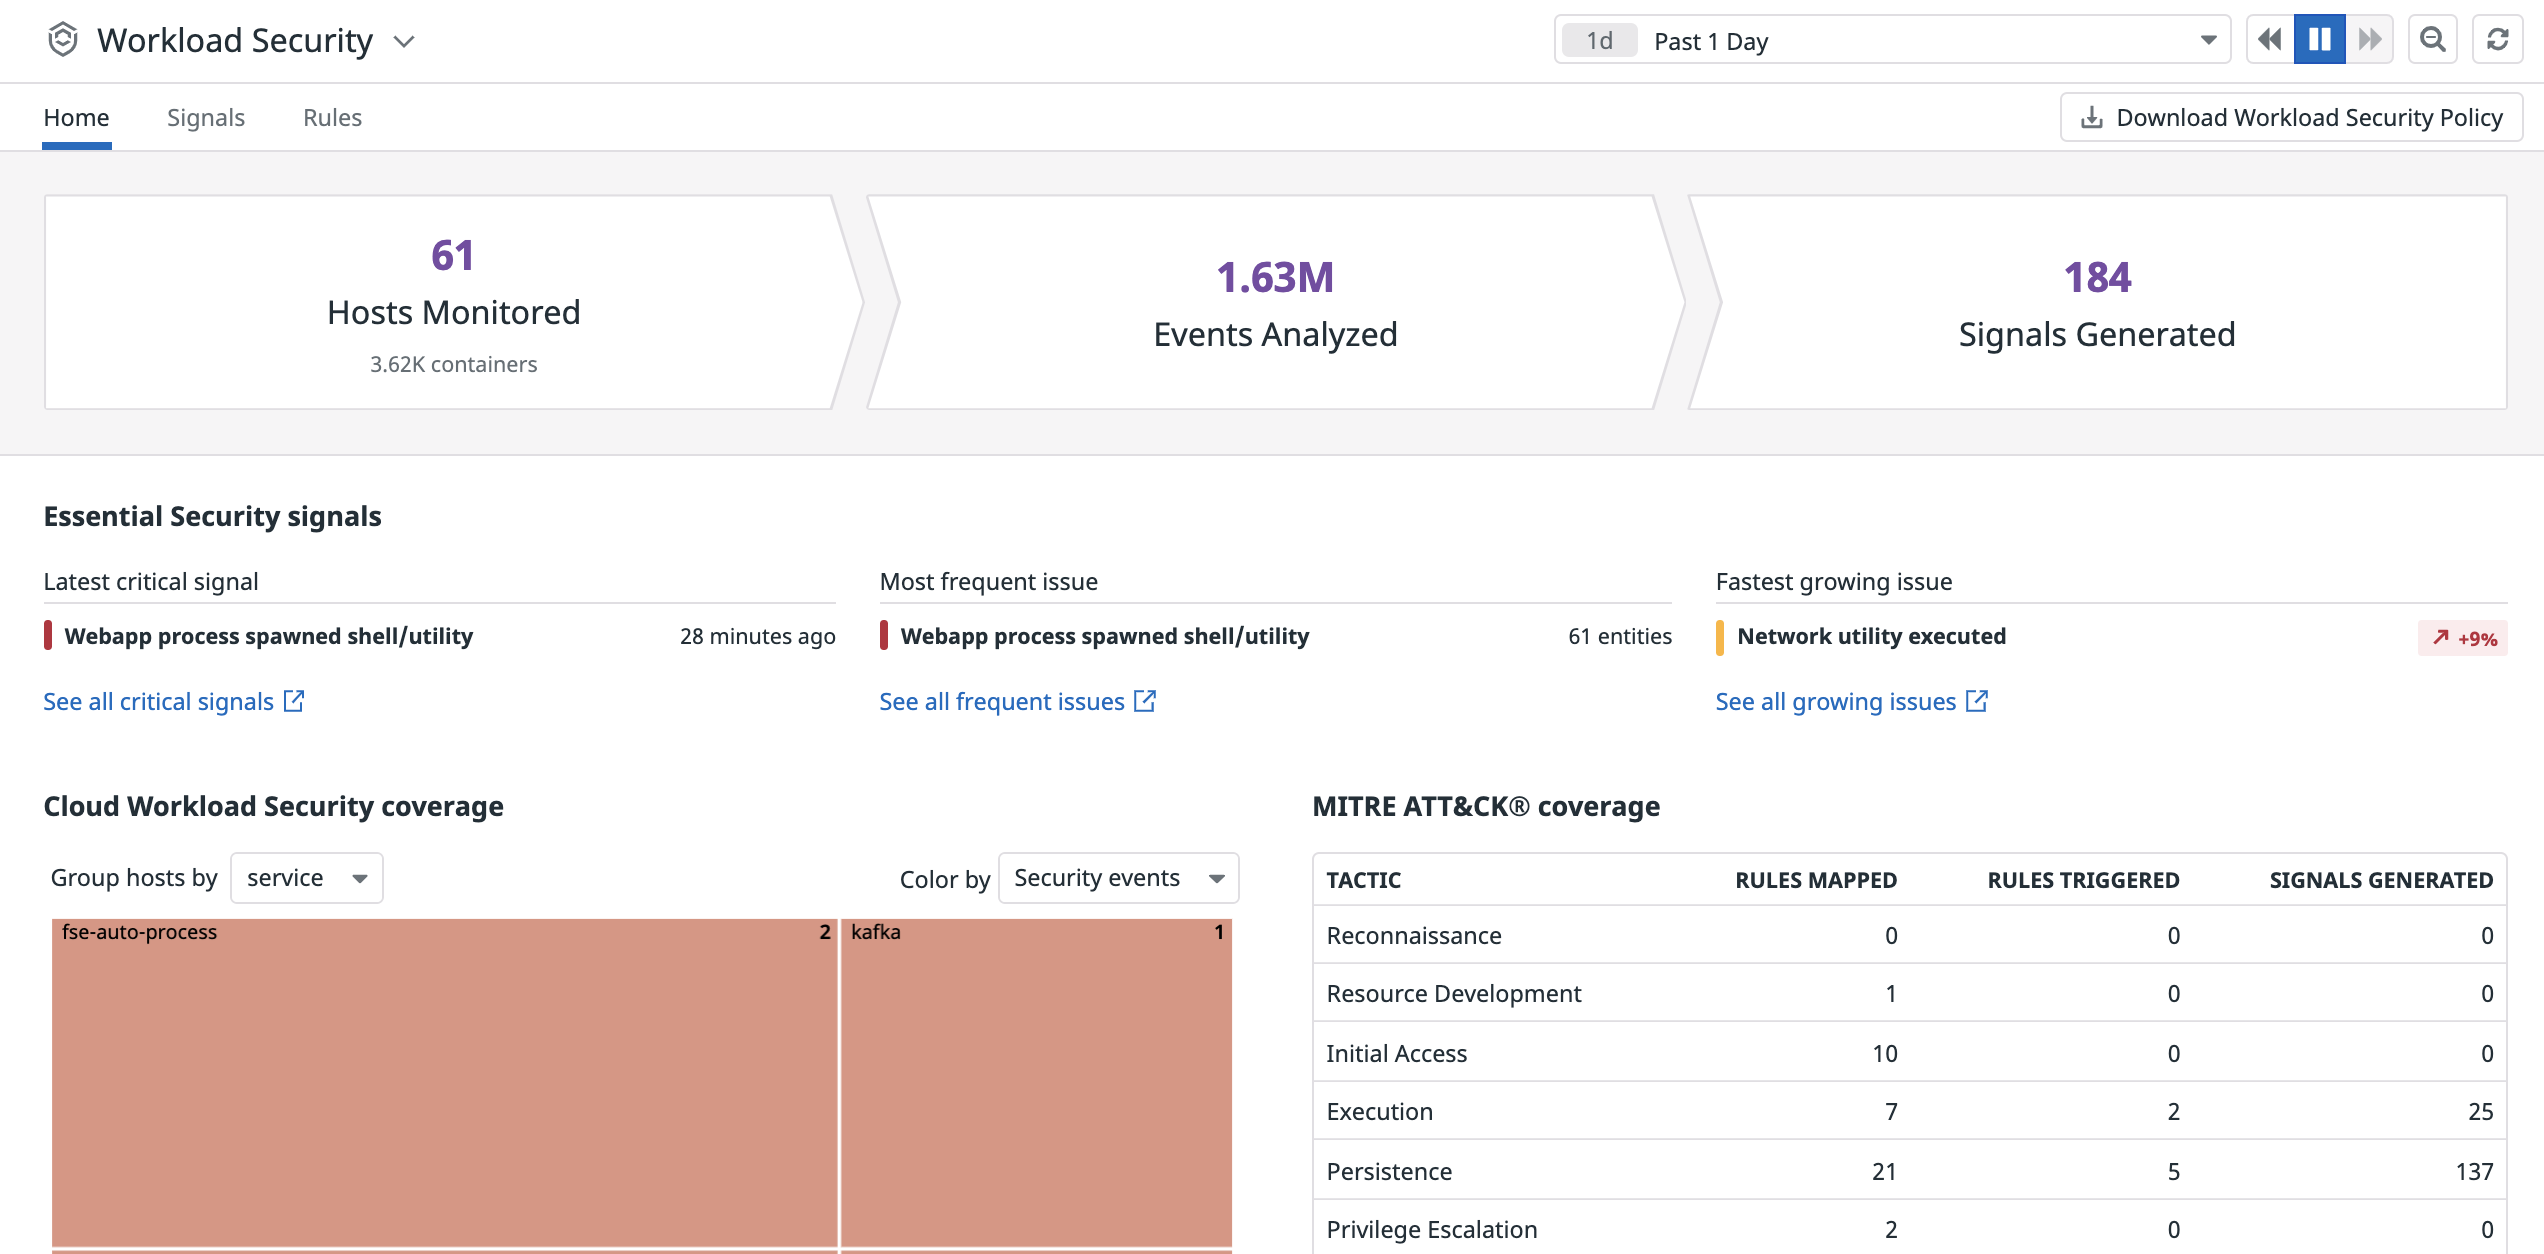 Workload Security
1d Past 1 Day
Home Signals Rules
Download Workload Security Policy
61
Hosts Monitored
3.62K containers
1.63M
Events Analyzed
184
Signals Generated
Essential Security signals
Latest critical signal
Webapp process spawned shell/utility 28 minutes ago
See all critical signals
Most frequent issue
Webapp process spawned shell/utility 61 entities
See all frequent issues
Fastest growing issue
Network utility executed +9%
See all growing issues
Cloud Workload Security coverage
Group hosts by service
Color by Security events
fse-auto-process 2
kafka 1
MITRE ATT&CK® coverage
TACTIC RULES MAPPED RULES TRIGGERED SIGNALS GENERATED
Reconnaissance 0 0 0
Resource Development 1 0 0
Initial Access 10 0 0
Execution 7 2 25
Persistence 21 5 137
Privilege Escalation 2 0 0